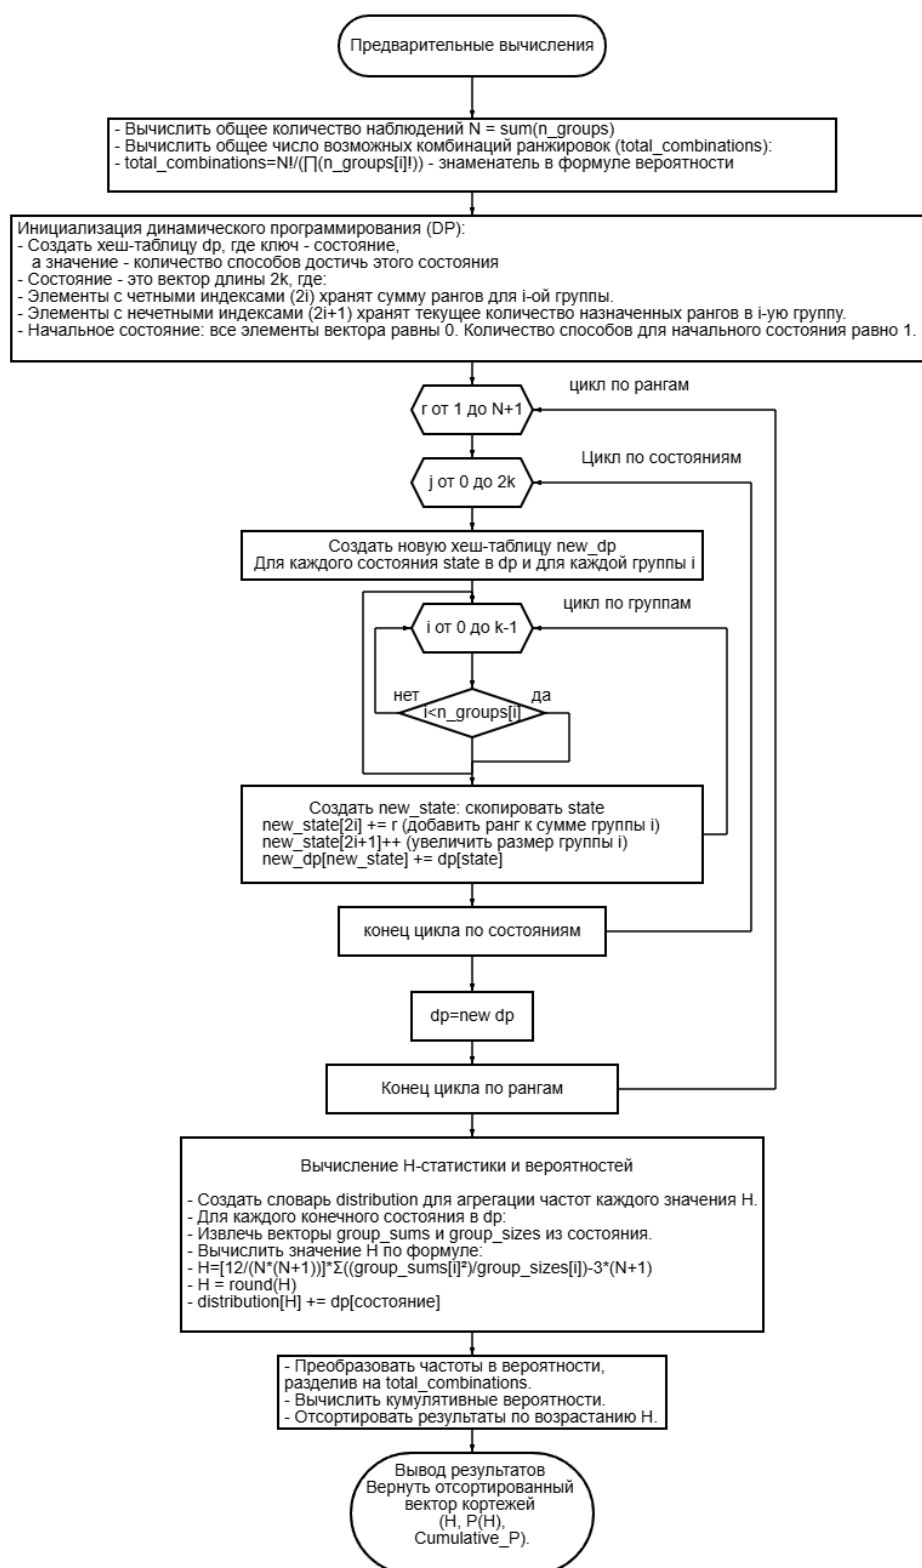 Предварительные вычисления
- Вычислить общее количество наблюдений N = sum(n_groups)
- Вычислить общее число возможных комбинаций ранжировок (total_combinations):
- total_combinations=N!/(∏(n_groups[i]!)) - знаменатель в формуле вероятности
Инициализация динамического программирования (DP):
- Создать хеш-таблицу dp, где ключ - состояние,
а значение - количество способов достичь этого состояния
- Состояние - это вектор длины 2k, где:
- Элементы с четными индексами (2i) хранят сумму рангов для i-ой группы.
- Элементы с нечетными индексами (2i+1) хранят текущее количество назначенных рангов в i-ую группу.
- Начальное состояние: все элементы вектора равны 0. Количество способов для начального состояния равно 1.
цикл по рангам
r от 1 до N+1
Цикл по состояниям
j от 0 до 2k
Создать новую хеш-таблицу new_dp
Для каждого состояния state в dp и для каждой группы i
цикл по группам
i от 0 до k-1
нет
да
i<n_groups[i]
Создать new_state: скопировать state
new_state[2i] += r (добавить ранг к сумме группы i)
new_state[2i+1]++ (увеличить размер группы i)
new_dp[new_state] += dp[state]
конец цикла по состояниям
dp=new dp
Конец цикла по рангам
Вычисление H-статистики и вероятностей
- Создать словарь distribution для агрегации частот каждого значения H.
- Для каждого конечного состояния в dp:
- Извлечь векторы group_sums и group_sizes из состояния.
- Вычислить значение H по формуле:
- H=[12/(N*(N+1))]*Σ((group_sums[i]²)/group_sizes[i])-3*(N+1)
- H = round(H)
- distribution[H] += dp[состояние]
- Преобразовать частоты в вероятности,
разделив на total_combinations.
- Вычислить кумулятивные вероятности.
- Отсортировать результаты по возрастанию H.
Вывод результатов
Вернуть отсортированный
вектор кортежей
(H, P(H),
Cumulative_P).